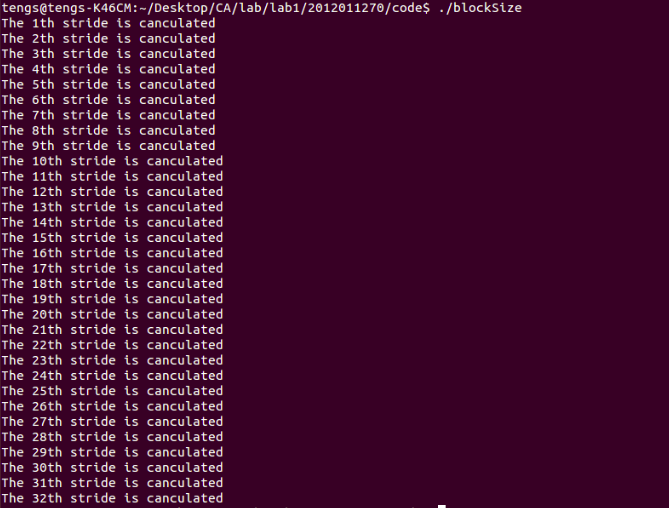 tengs@tengs-K46CM:~/Desktop/CA/lab/lab1/2012011270/code$ ./blockSize
The 1th stride is canculated
The 2th stride is canculated
The 3th stride is canculated
The 4th stride is canculated
The 5th stride is canculated
The 6th stride is canculated
The 7th stride is canculated
The 8th stride is canculated
The 9th stride is canculated
The 10th stride is canculated
The 11th stride is canculated
The 12th stride is canculated
The 13th stride is canculated
The 14th stride is canculated
The 15th stride is canculated
The 16th stride is canculated
The 17th stride is canculated
The 18th stride is canculated
The 19th stride is canculated
The 20th stride is canculated
The 21th stride is canculated
The 22th stride is canculated
The 23th stride is canculated
The 24th stride is canculated
The 25th stride is canculated
The 26th stride is canculated
The 27th stride is canculated
The 28th stride is canculated
The 29th stride is canculated
The 30th stride is canculated
The 31th stride is canculated
The 32th stride is canculated